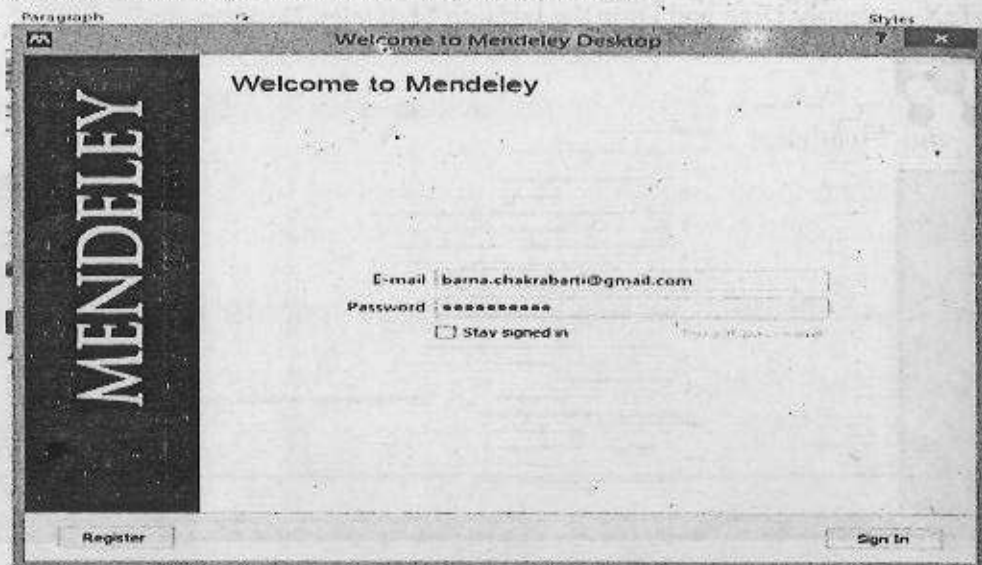 Paragraph Styles
Welcome to Mendeley Desktop ?
MENDELEY
Welcome to Mendeley
E-mail barna.chakrabarti@gmail.com
Password ●●●●●●●●●●
Stay signed in
Register Sign In